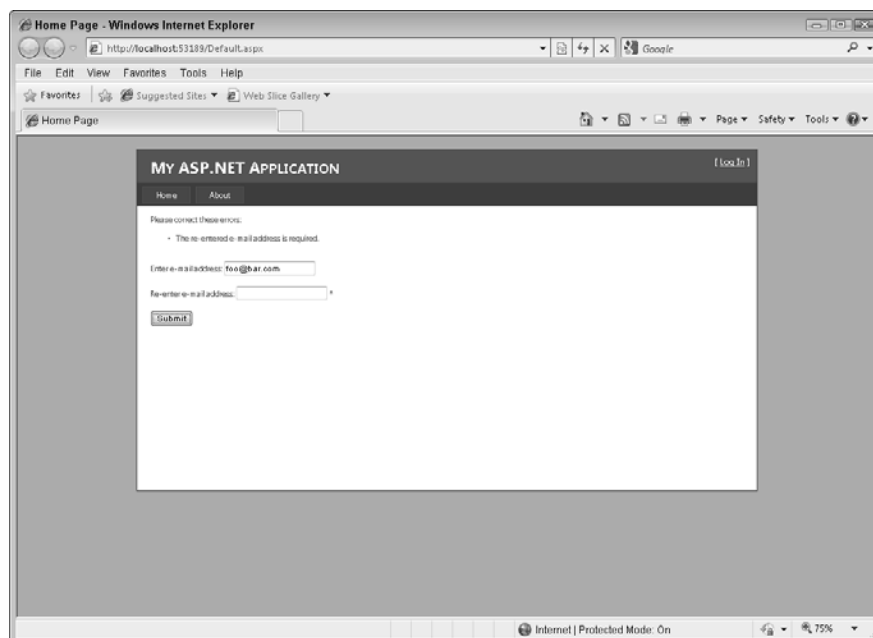 Home Page - Windows Internet Explorer
http://localhost:53189/Default.aspx
Google
File Edit View Favorites Tools Help
Favorites Suggested Sites Web Slice Gallery
Home Page
Page Safety Tools
MY ASP.NET APPLICATION
[ Log In ]
Home About
Please correct these errors:
• The re-entered e-mail address is required.
Enter e-mail address: foo@bar.com
Re-enter e-mail address: *
Submit
Internet | Protected Mode: On
75%